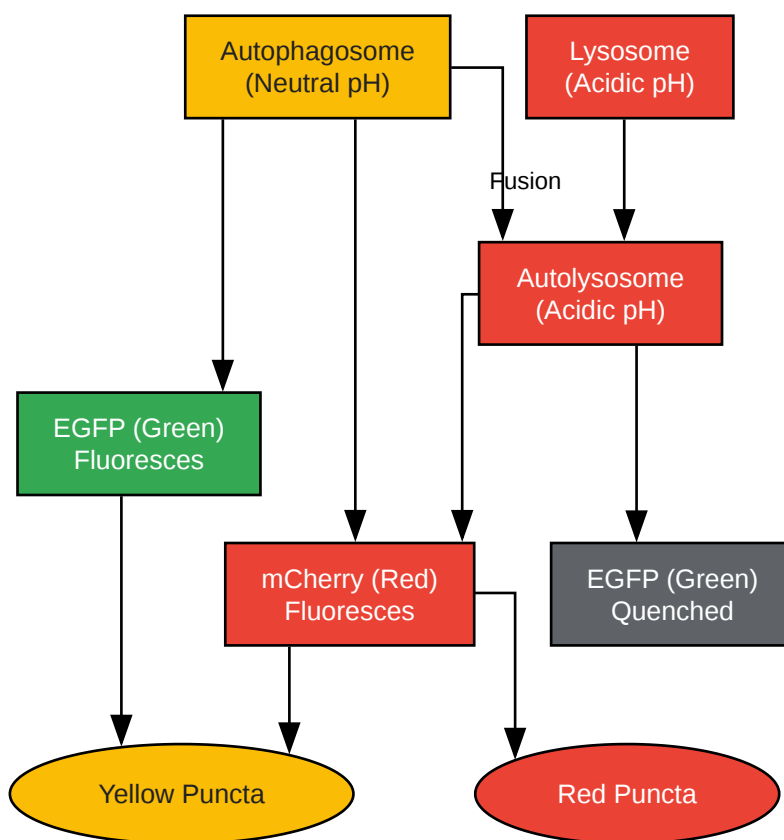 Autophagosome
(Neutral pH)
Lysosome
(Acidic pH)
Fusion
Autolysosome
(Acidic pH)
EGFP (Green)
Fluoresces
mCherry (Red)
Fluoresces
EGFP (Green)
Quenched
Yellow Puncta
Red Puncta